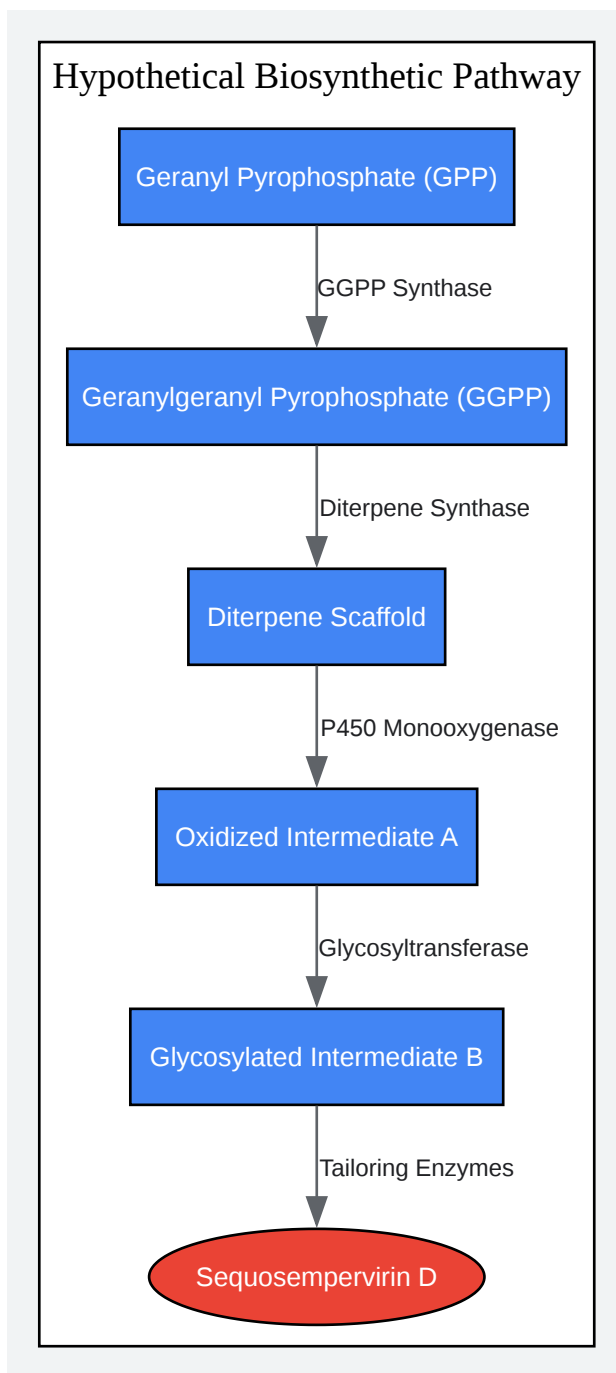 Hypothetical Biosynthetic Pathway
Geranyl Pyrophosphate (GPP)
GGPP Synthase
Geranylgeranyl Pyrophosphate (GGPP)
Diterpene Synthase
Diterpene Scaffold
P450 Monooxygenase
Oxidized Intermediate A
Glycosyltransferase
Glycosylated Intermediate B
Tailoring Enzymes
Sequosempervirin D